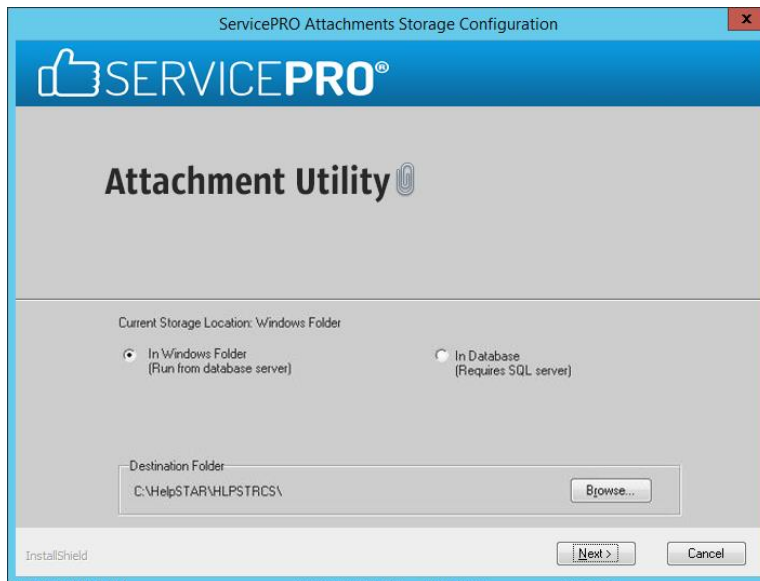 ServicePRO Attachments Storage Configuration
x
SERVICEPRO®
Attachment Utility
Current Storage Location: Windows Folder
In Windows Folder
(Run from database server)
In Database
(Requires SQL server)
Destination Folder
C:\HelpSTAR\HLPSTRCS\
Browse...
InstallShield
Next >
Cancel